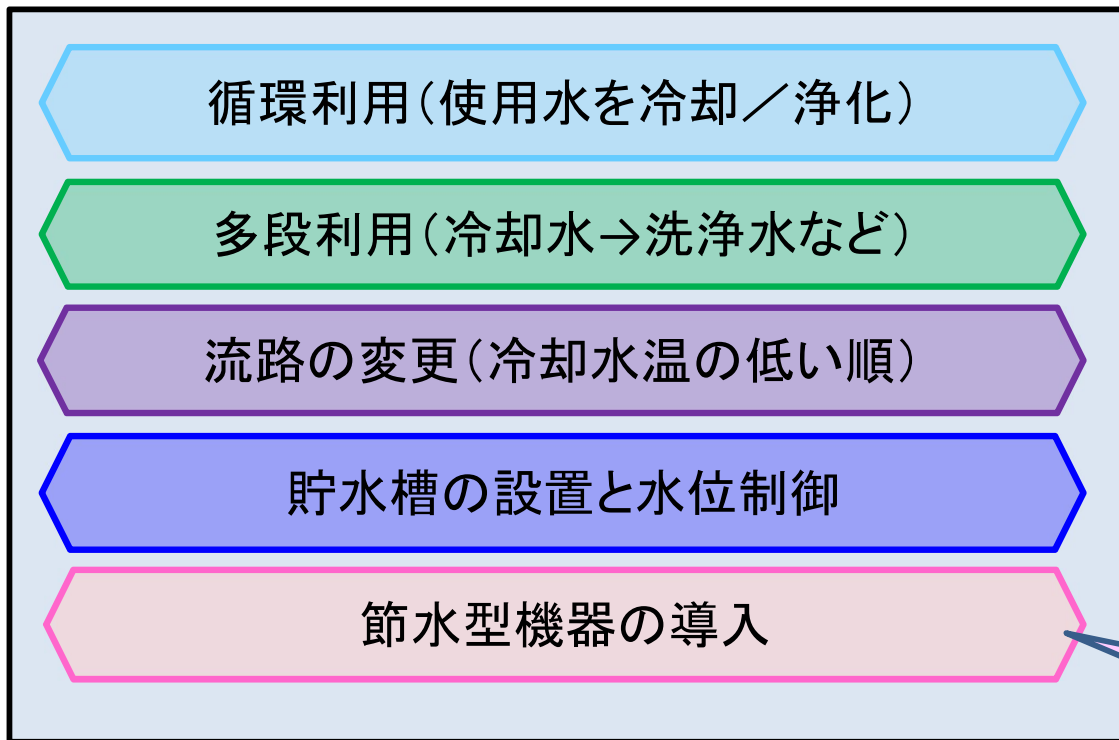 循環利用（使用水を冷却／浄化）
多段利用（冷却水→洗浄水など）
流路の変更（冷却水温の低い順）
貯水槽の設置と水位制御
節水型機器の導入